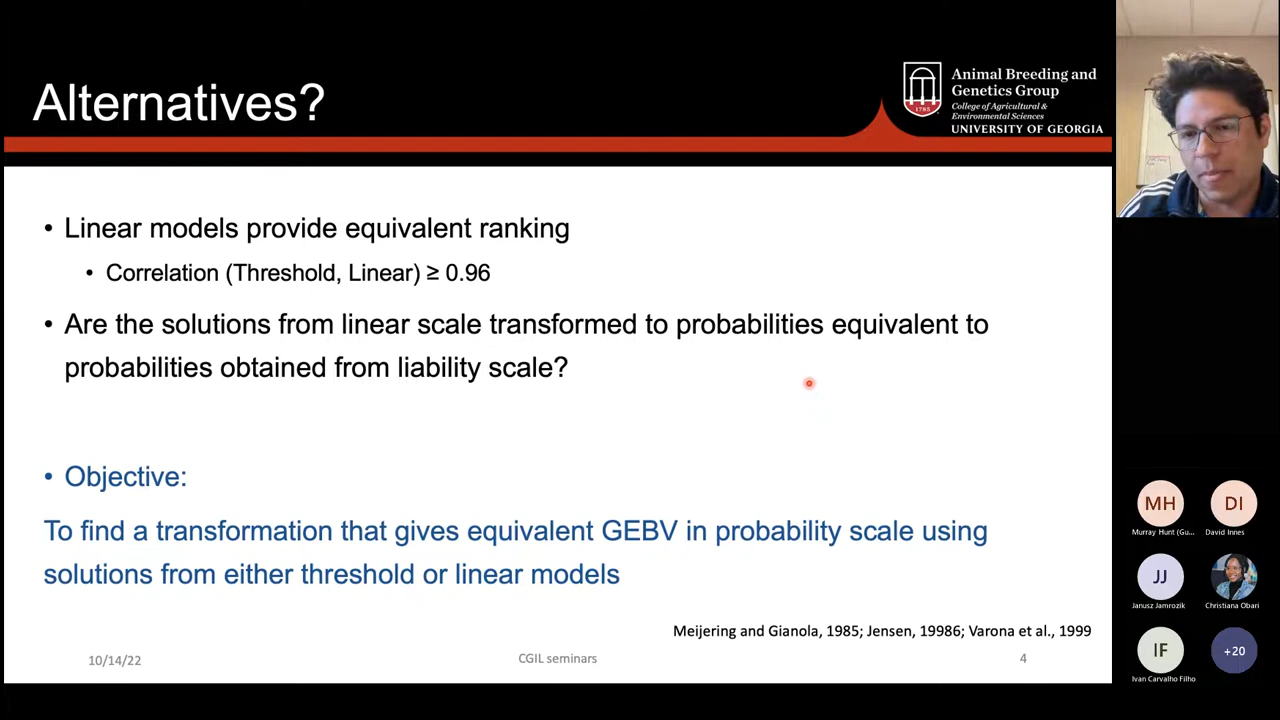 Alternatives?
1785
Animal Breeding and
Genetics Group
College of Agricultural &
Environmental Sciences
UNIVERSITY OF GEORGIA
• Linear models provide equivalent ranking
• Correlation (Threshold, Linear) ≥ 0.96
• Are the solutions from linear scale transformed to probabilities equivalent to
probabilities obtained from liability scale?
• Objective:
To find a transformation that gives equivalent GEBV in probability scale using
solutions from either threshold or linear models
Meijering and Gianola, 1985; Jensen, 19986; Varona et al., 1999
10/14/22
CGIL seminars
4
MH
Murray Hunt (Gu...
DI
David Innes
JJ
Janusz Jamrozik
Christiana Obari
IF
Ivan Carvalho Filho
+20